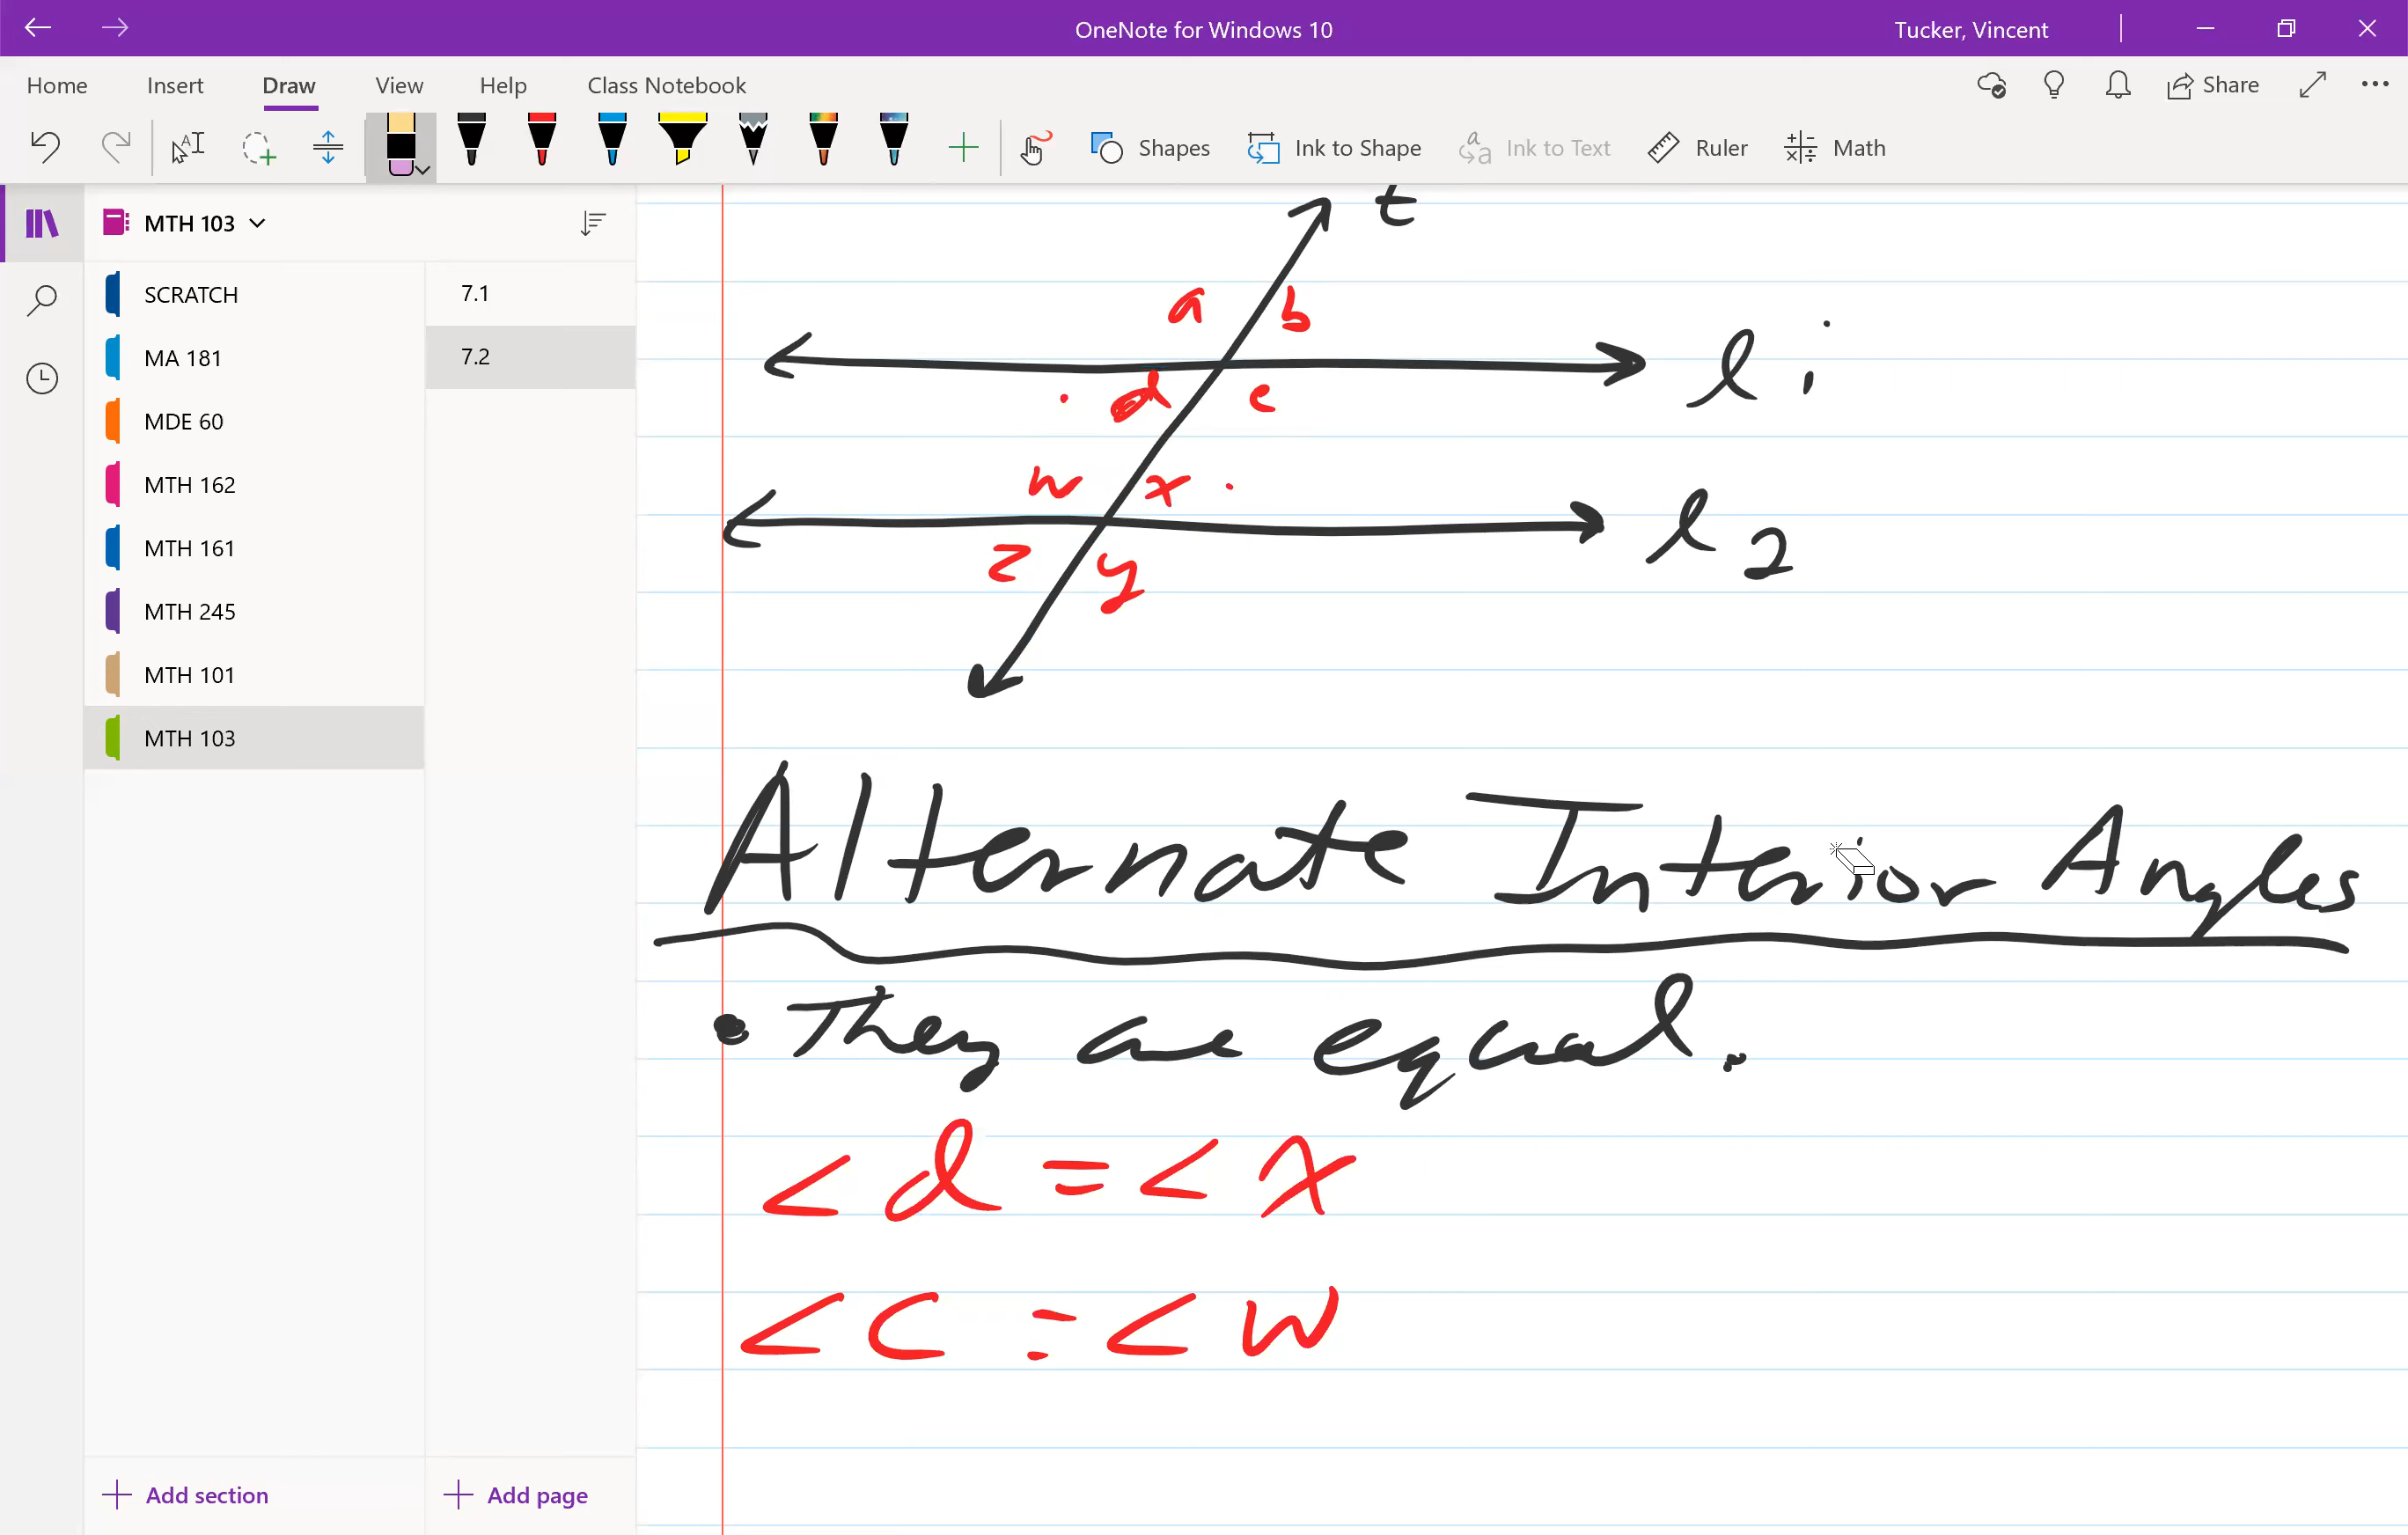 OneNote for Windows 10
Tucker, Vincent
Home Insert Draw View Help Class Notebook
Share
Shapes Ink to Shape Ink to Text Ruler Math
MTH 103
SCRATCH
MA 181
MDE 60
MTH 162
MTH 161
MTH 245
MTH 101
MTH 103
7.1
7.2
Add section
Add page
t
a b
l 1
d c
w x
l 2
z y
Alternate Interior Angles
• They are equal.
< d = < x
< c = < w